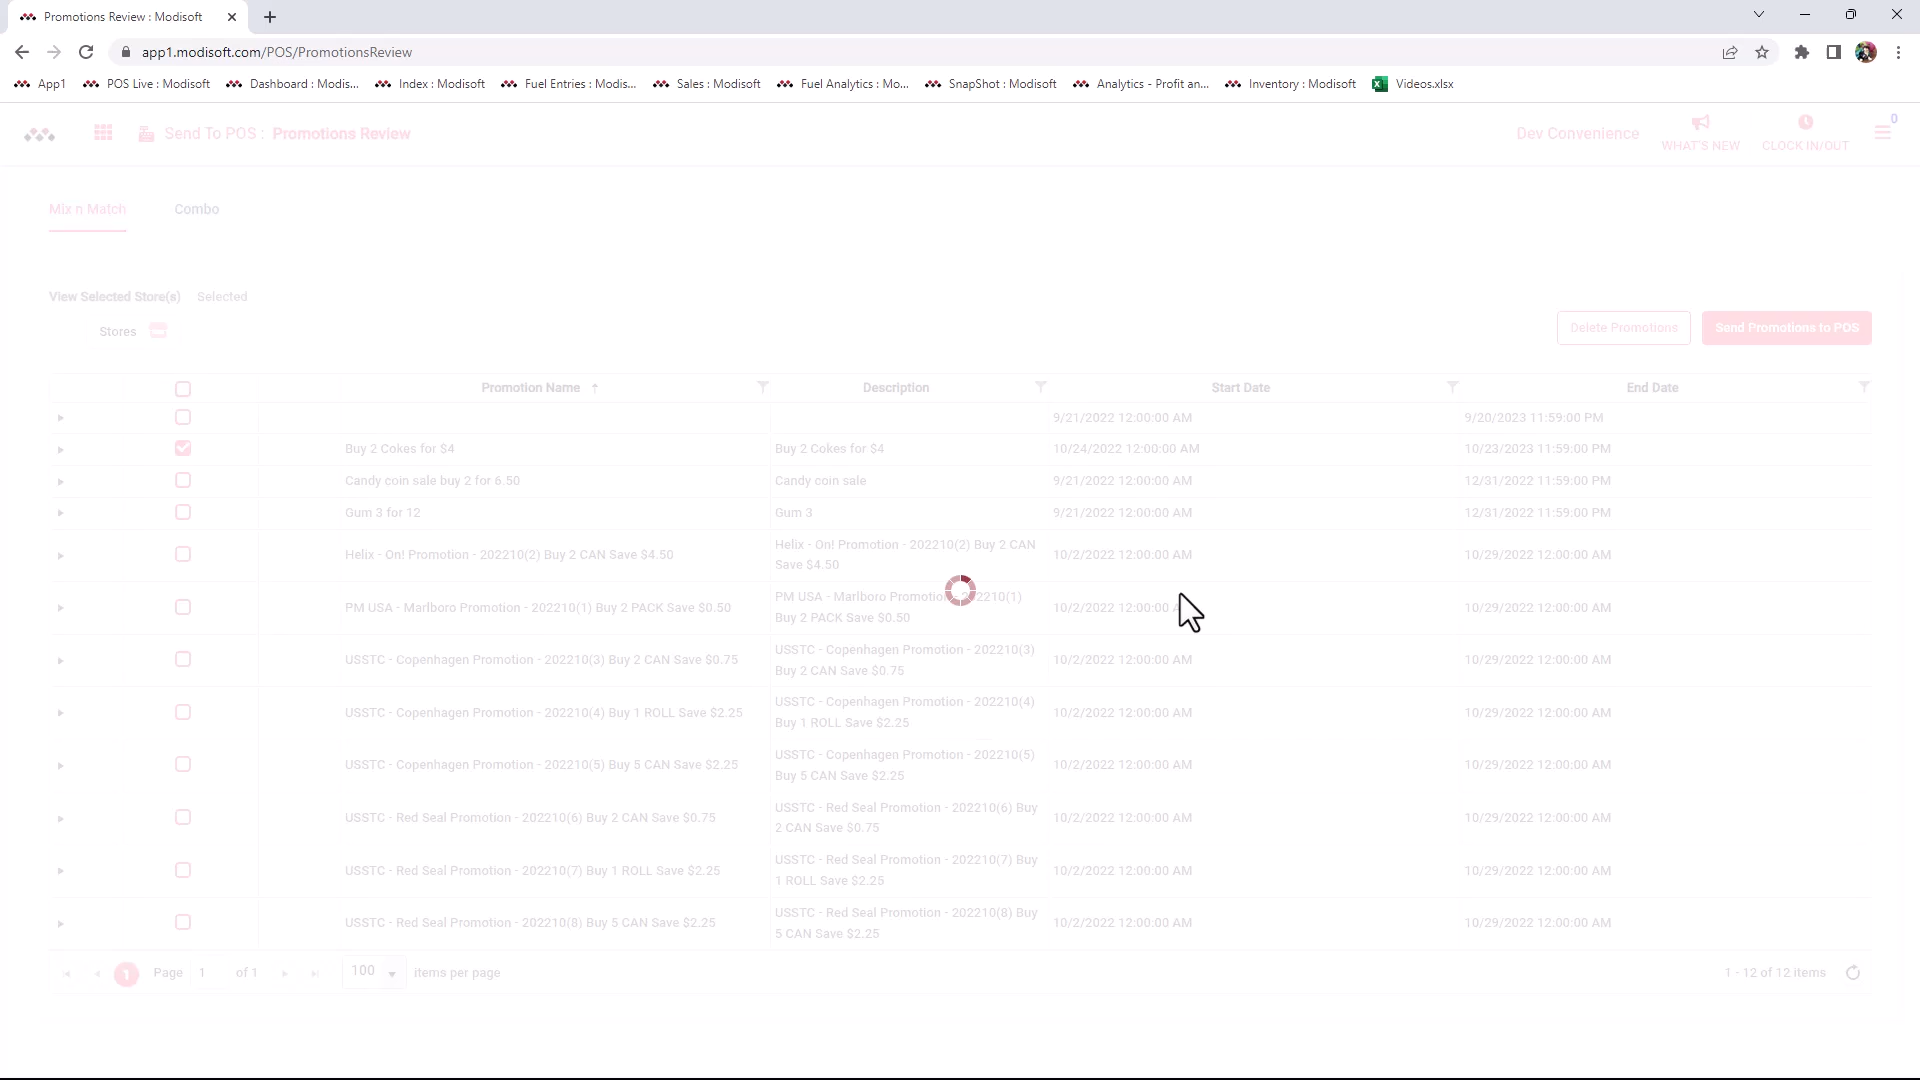 Promotions Review : Modisoft
app1.modisoft.com/POS/PromotionsReview
App1 POS Live : Modisoft Dashboard : Modis... Index : Modisoft Fuel Entries : Modis... Sales : Modisoft Fuel Analytics : Mo... SnapShot : Modisoft Analytics - Profit an... Inventory : Modisoft Videos.xlsx
Send To POS : Promotions Review Dev Convenience WHAT'S NEW CLOCK IN/OUT 0
Mix n Match Combo
View Selected Store(s) Selected
Stores Delete Promotions Send Promotions to POS
Promotion Name Description Start Date End Date
9/21/2022 12:00:00 AM 9/20/2023 11:59:00 PM
Buy 2 Cokes for $4 Buy 2 Cokes for $4 10/24/2022 12:00:00 AM 10/23/2023 11:59:00 PM
Candy coin sale buy 2 for 6.50 Candy coin sale 9/21/2022 12:00:00 AM 12/31/2022 11:59:00 PM
Gum 3 for 12 Gum 3 9/21/2022 12:00:00 AM 12/31/2022 11:59:00 PM
Helix - On! Promotion - 202210(2) Buy 2 CAN Save $4.50 Helix - On! Promotion - 202210(2) Buy 2 CAN 10/2/2022 12:00:00 AM 10/29/2022 12:00:00 AM
Save $4.50
PM USA - Marlboro Promotion - 202210(1) Buy 2 PACK Save $0.50 PM USA - Marlboro Promotion 2210(1) 10/2/2022 12:00:00 10/29/2022 12:00:00 AM
Buy 2 PACK Save $0.50
USSTC - Copenhagen Promotion - 202210(3) Buy 2 CAN Save $0.75 USSTC - Copenhagen Promotion - 202210(3) 10/2/2022 12:00:00 AM 10/29/2022 12:00:00 AM
Buy 2 CAN Save $0.75
USSTC - Copenhagen Promotion - 202210(4) Buy 1 ROLL Save $2.25 USSTC - Copenhagen Promotion - 202210(4) 10/2/2022 12:00:00 AM 10/29/2022 12:00:00 AM
Buy 1 ROLL Save $2.25
USSTC - Copenhagen Promotion - 202210(5) Buy 5 CAN Save $2.25 USSTC - Copenhagen Promotion - 202210(5) 10/2/2022 12:00:00 AM 10/29/2022 12:00:00 AM
Buy 5 CAN Save $2.25
USSTC - Red Seal Promotion - 202210(6) Buy 2 CAN Save $0.75 USSTC - Red Seal Promotion - 202210(6) Buy 10/2/2022 12:00:00 AM 10/29/2022 12:00:00 AM
2 CAN Save $0.75
USSTC - Red Seal Promotion - 202210(7) Buy 1 ROLL Save $2.25 USSTC - Red Seal Promotion - 202210(7) Buy 10/2/2022 12:00:00 AM 10/29/2022 12:00:00 AM
1 ROLL Save $2.25
USSTC - Red Seal Promotion - 202210(8) Buy 5 CAN Save $2.25 USSTC - Red Seal Promotion - 202210(8) Buy 10/2/2022 12:00:00 AM 10/29/2022 12:00:00 AM
5 CAN Save $2.25
1 Page 1 of 1 100 items per page 1 - 12 of 12 items